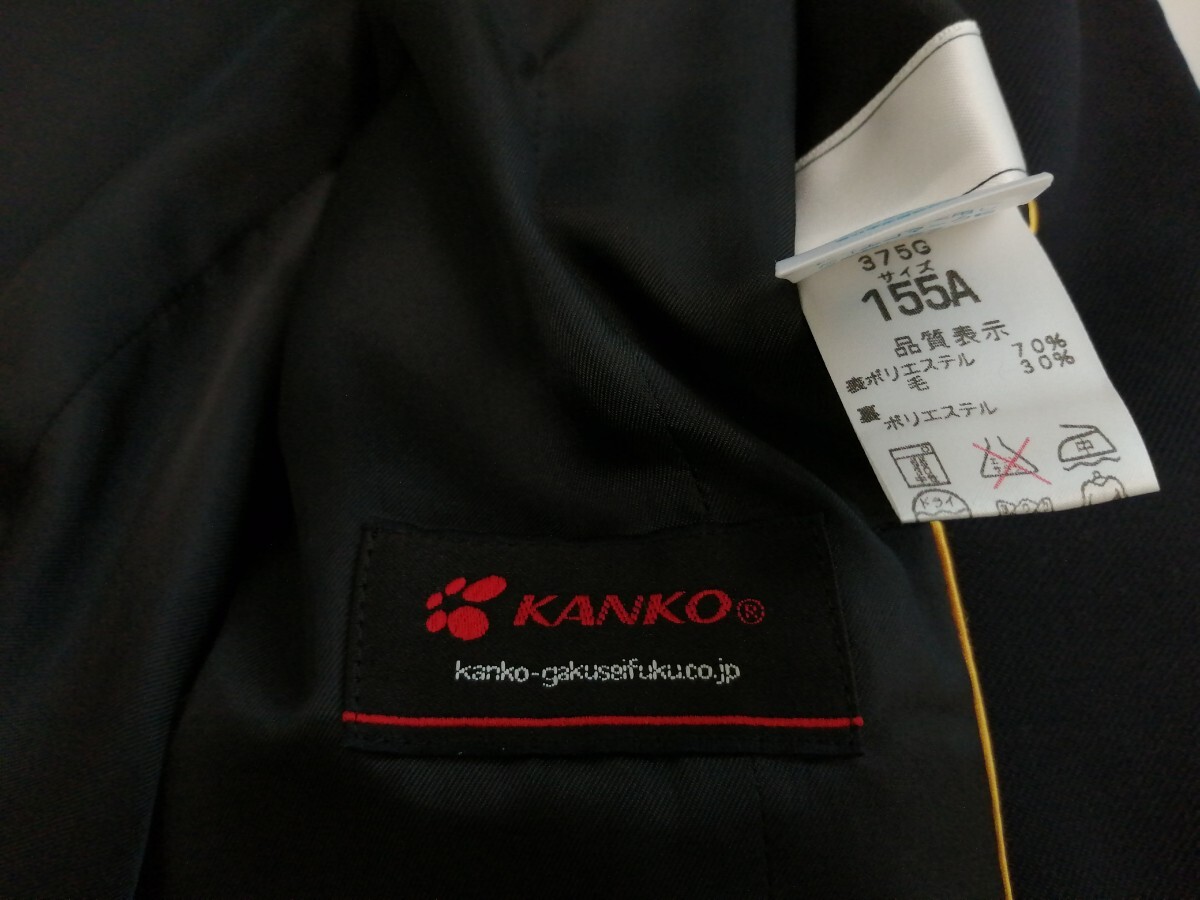 375G
サイズ
155A
品質表示
表ポリエステル 70%
毛 30%
裏
ポリエステル
中
ドライ
KANKO®
kanko-gakuseifuku.co.jp